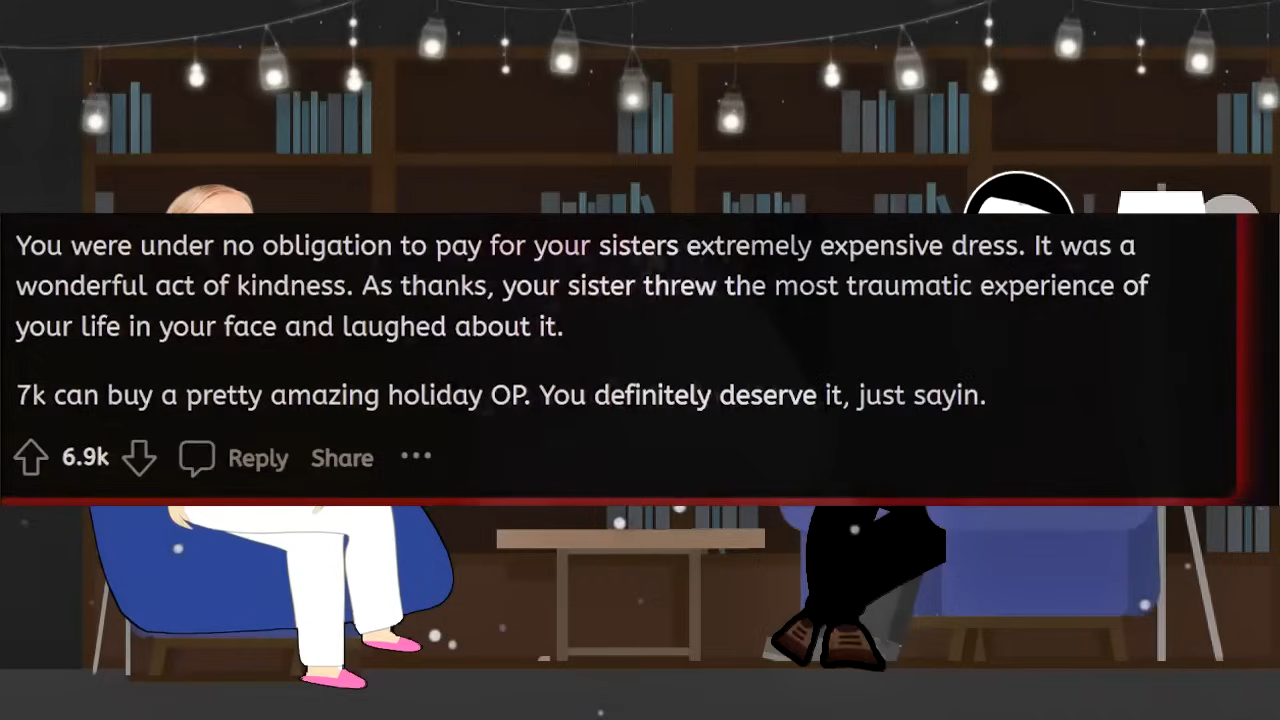 You were under no obligation to pay for your sisters extremely expensive dress. It was a
wonderful act of kindness. As thanks, your sister threw the most traumatic experience of
your life in your face and laughed about it.
7k can buy a pretty amazing holiday OP. You definitely deserve it, just sayin.
6.9k Reply Share •••